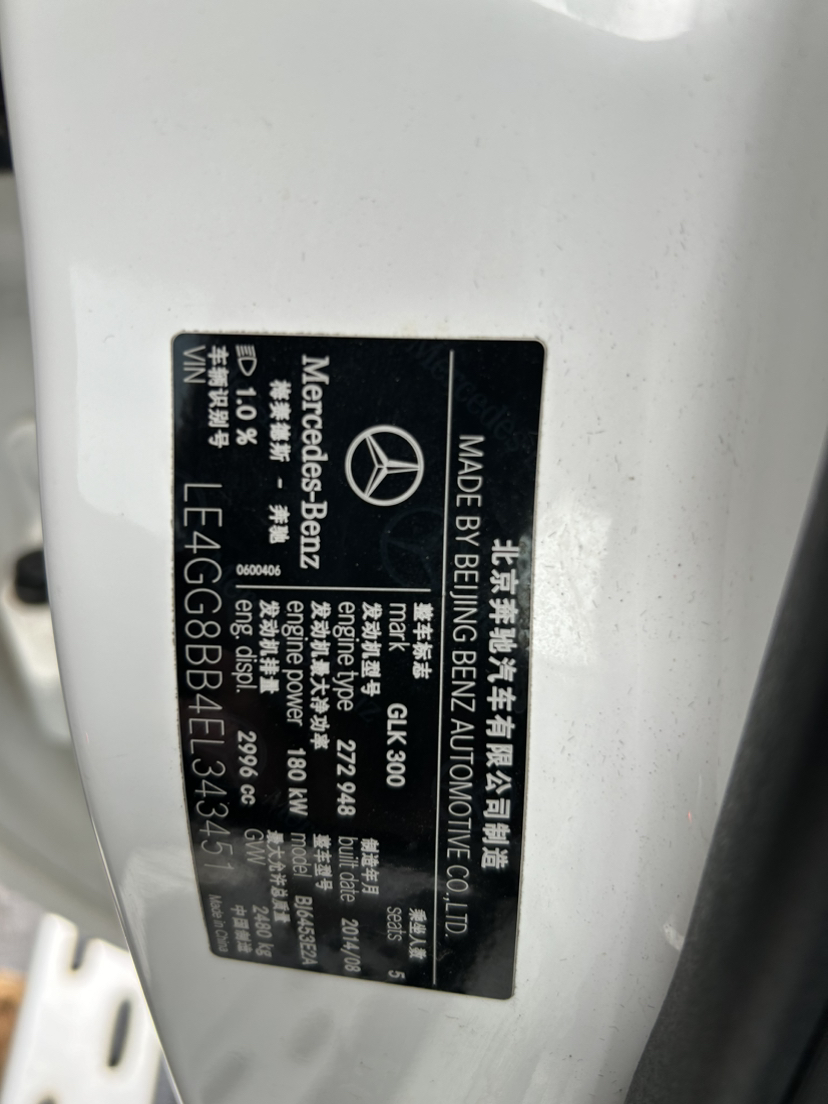 北京奔驰汽车有限公司制造
MADE BY BEIJING BENZ AUTOMOTIVE CO.,LTD.
Mercedes-Benz
梅赛德斯 - 奔驰
1.0 %
0600406
整车标志
mark GLK 300
乘坐人数
seats 5
发动机型号
engine type 272 948
制造年月
built date 2014/08
发动机最大净功率
engine power 180 kW
整车型号
model BJ6453E2A
发动机排量
eng. displ. 2996 cc
最大允许总质量
GVW 2480 kg
车辆识别号
VIN LE4GG8BB4EL343451
中国制造
Made in China